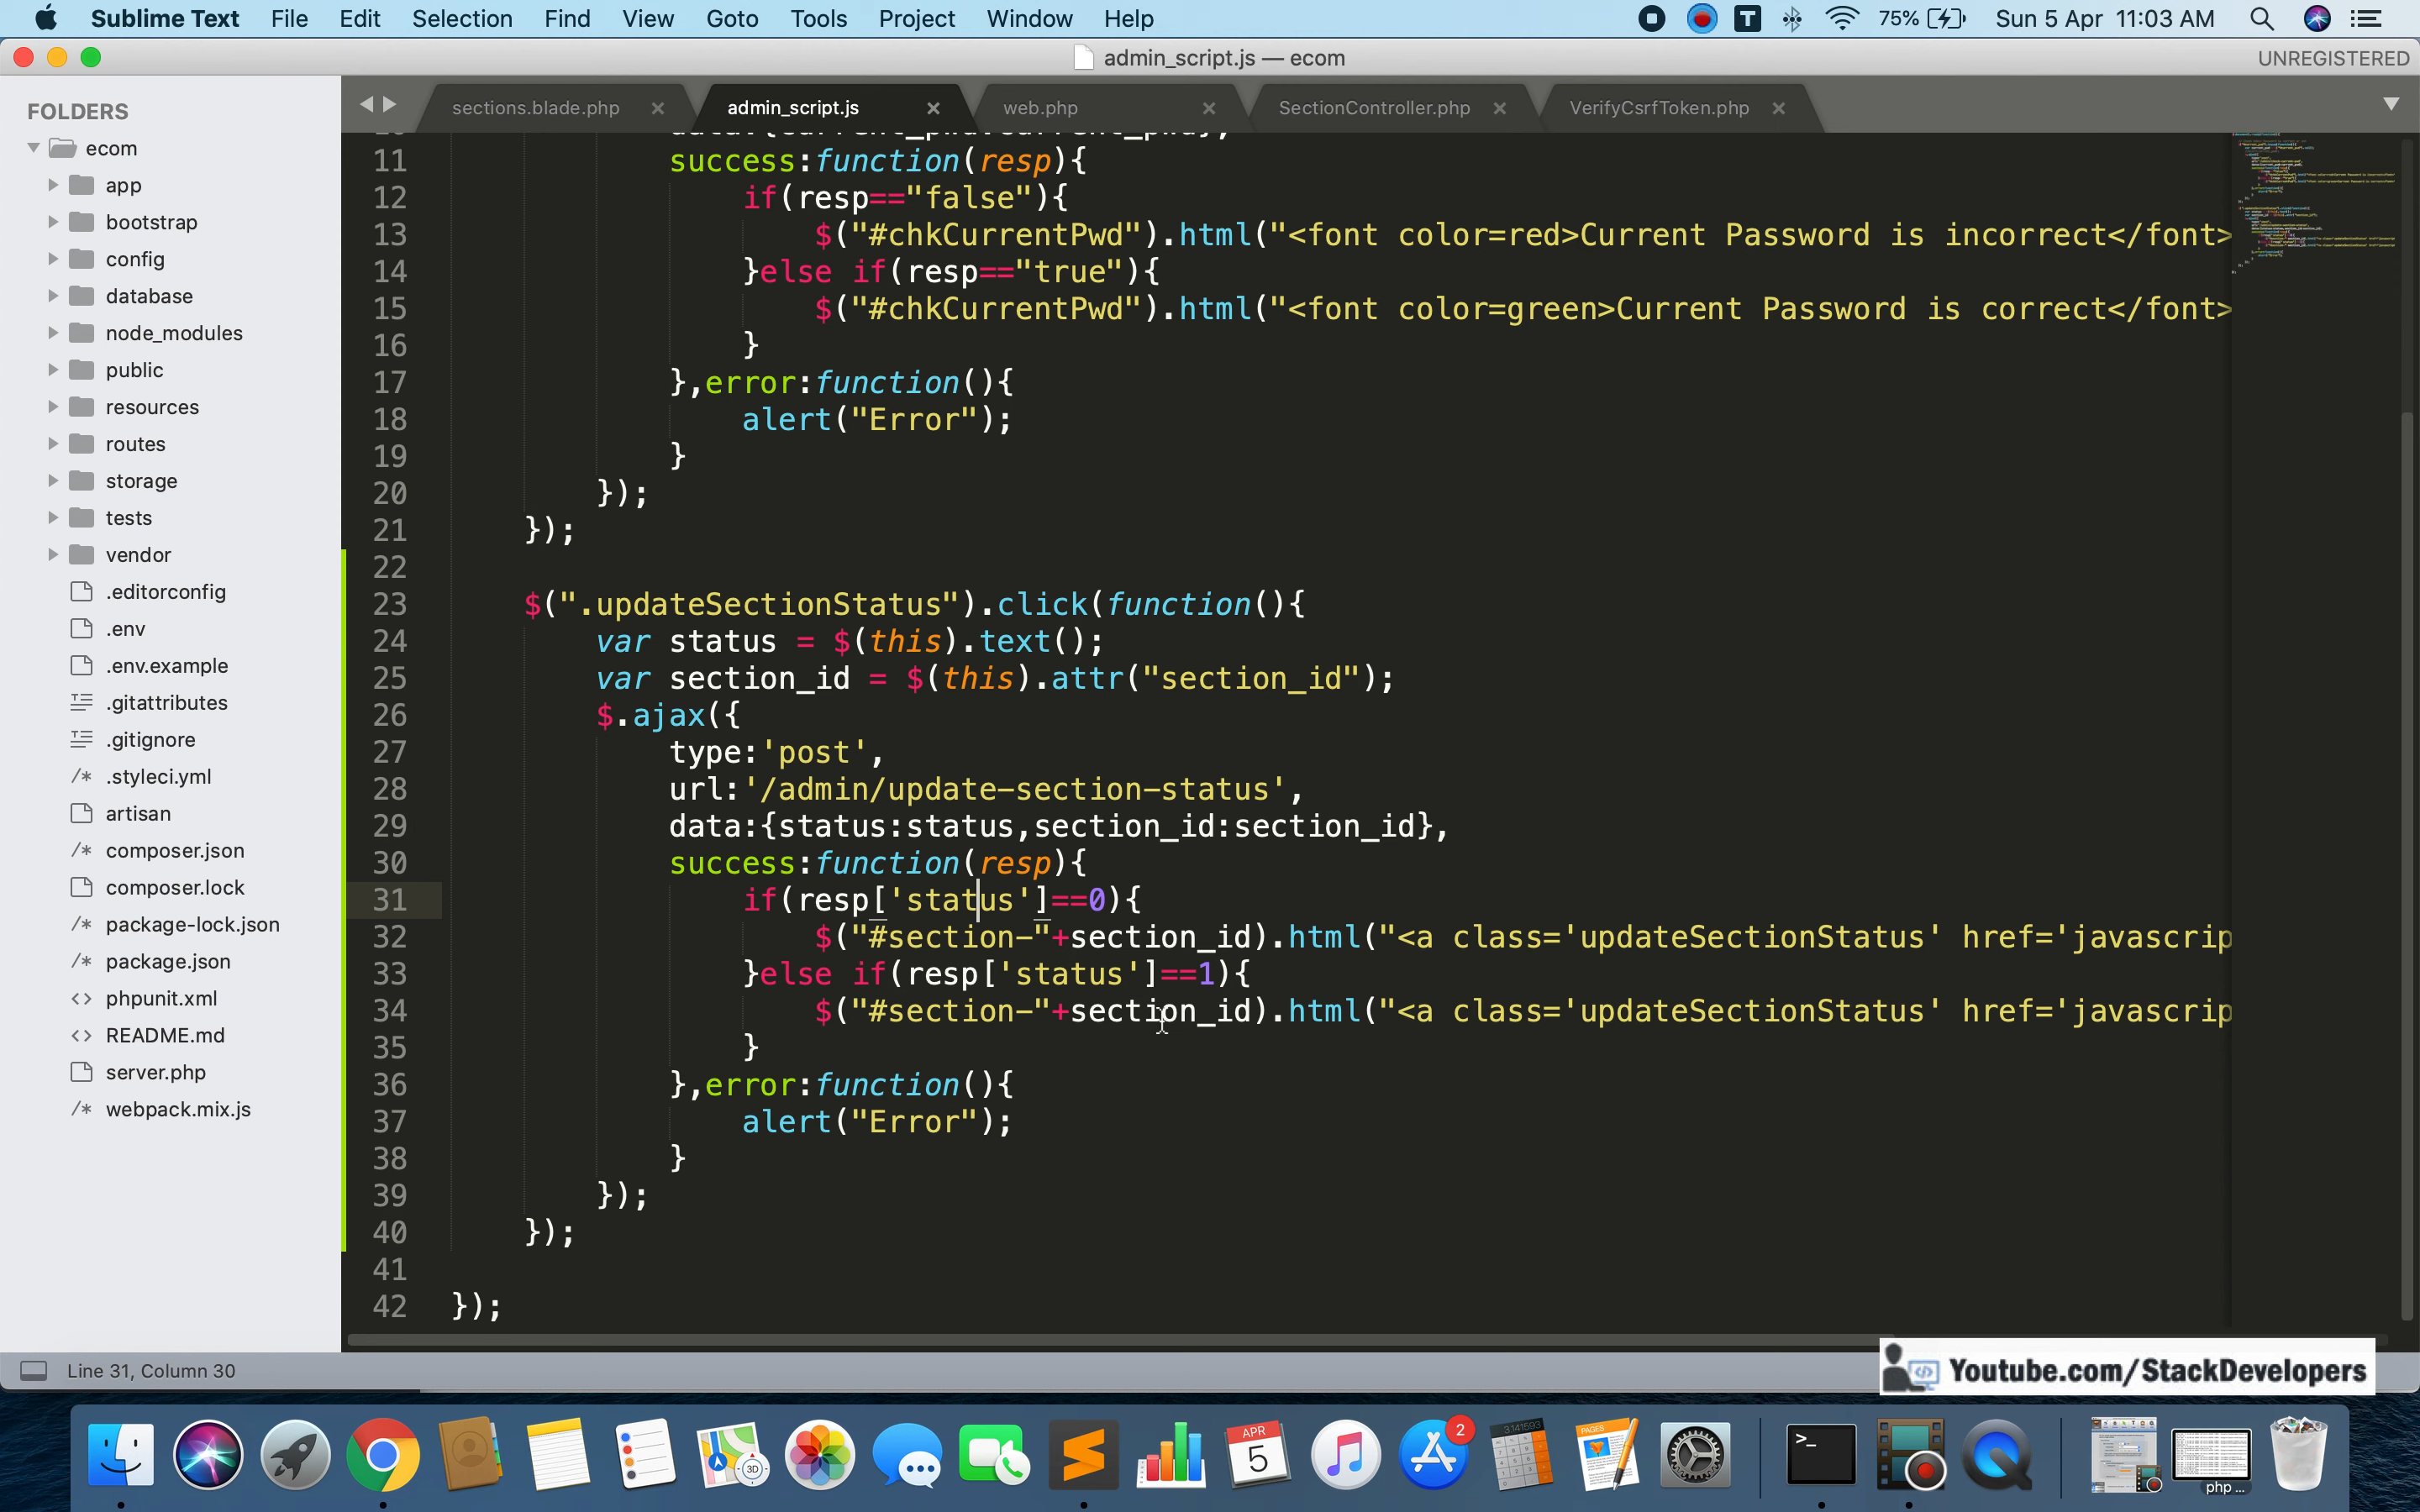 Sublime Text File Edit Selection Find View Goto Tools Project Window Help 75% Sun 5 Apr 11:03 AM
admin_script.js — ecom UNREGISTERED
FOLDERS
ecom
app
bootstrap
config
database
node_modules
public
resources
routes
storage
tests
vendor
.editorconfig
.env
.env.example
.gitattributes
.gitignore
.styleci.yml
artisan
composer.json
composer.lock
package-lock.json
package.json
phpunit.xml
README.md
server.php
webpack.mix.js
sections.blade.php admin_script.js web.php SectionController.php VerifyCsrfToken.php
11 success:function(resp){
12 if(resp=="false"){
13 $("#chkCurrentPwd").html("<font color=red>Current Password is incorrect</font>
14 }else if(resp=="true"){
15 $("#chkCurrentPwd").html("<font color=green>Current Password is correct</font>
16 }
17 },error:function(){
18 alert("Error");
19 }
20 });
21 });
22
23 $(".updateSectionStatus").click(function(){
24 var status = $(this).text();
25 var section_id = $(this).attr("section_id");
26 $.ajax({
27 type:'post',
28 url:'/admin/update-section-status',
29 data:{status:status,section_id:section_id},
30 success:function(resp){
31 if(resp['status']==0){
32 $("#section-"+section_id).html("<a class='updateSectionStatus' href='javascrip
33 }else if(resp['status']==1){
34 $("#section-"+section_id).html("<a class='updateSectionStatus' href='javascrip
35 }
36 },error:function(){
37 alert("Error");
38 }
39 });
40 });
41
42 });
Line 31, Column 30
Youtube.com/StackDevelopers
3D
APR
5
2
PAGES
php ...